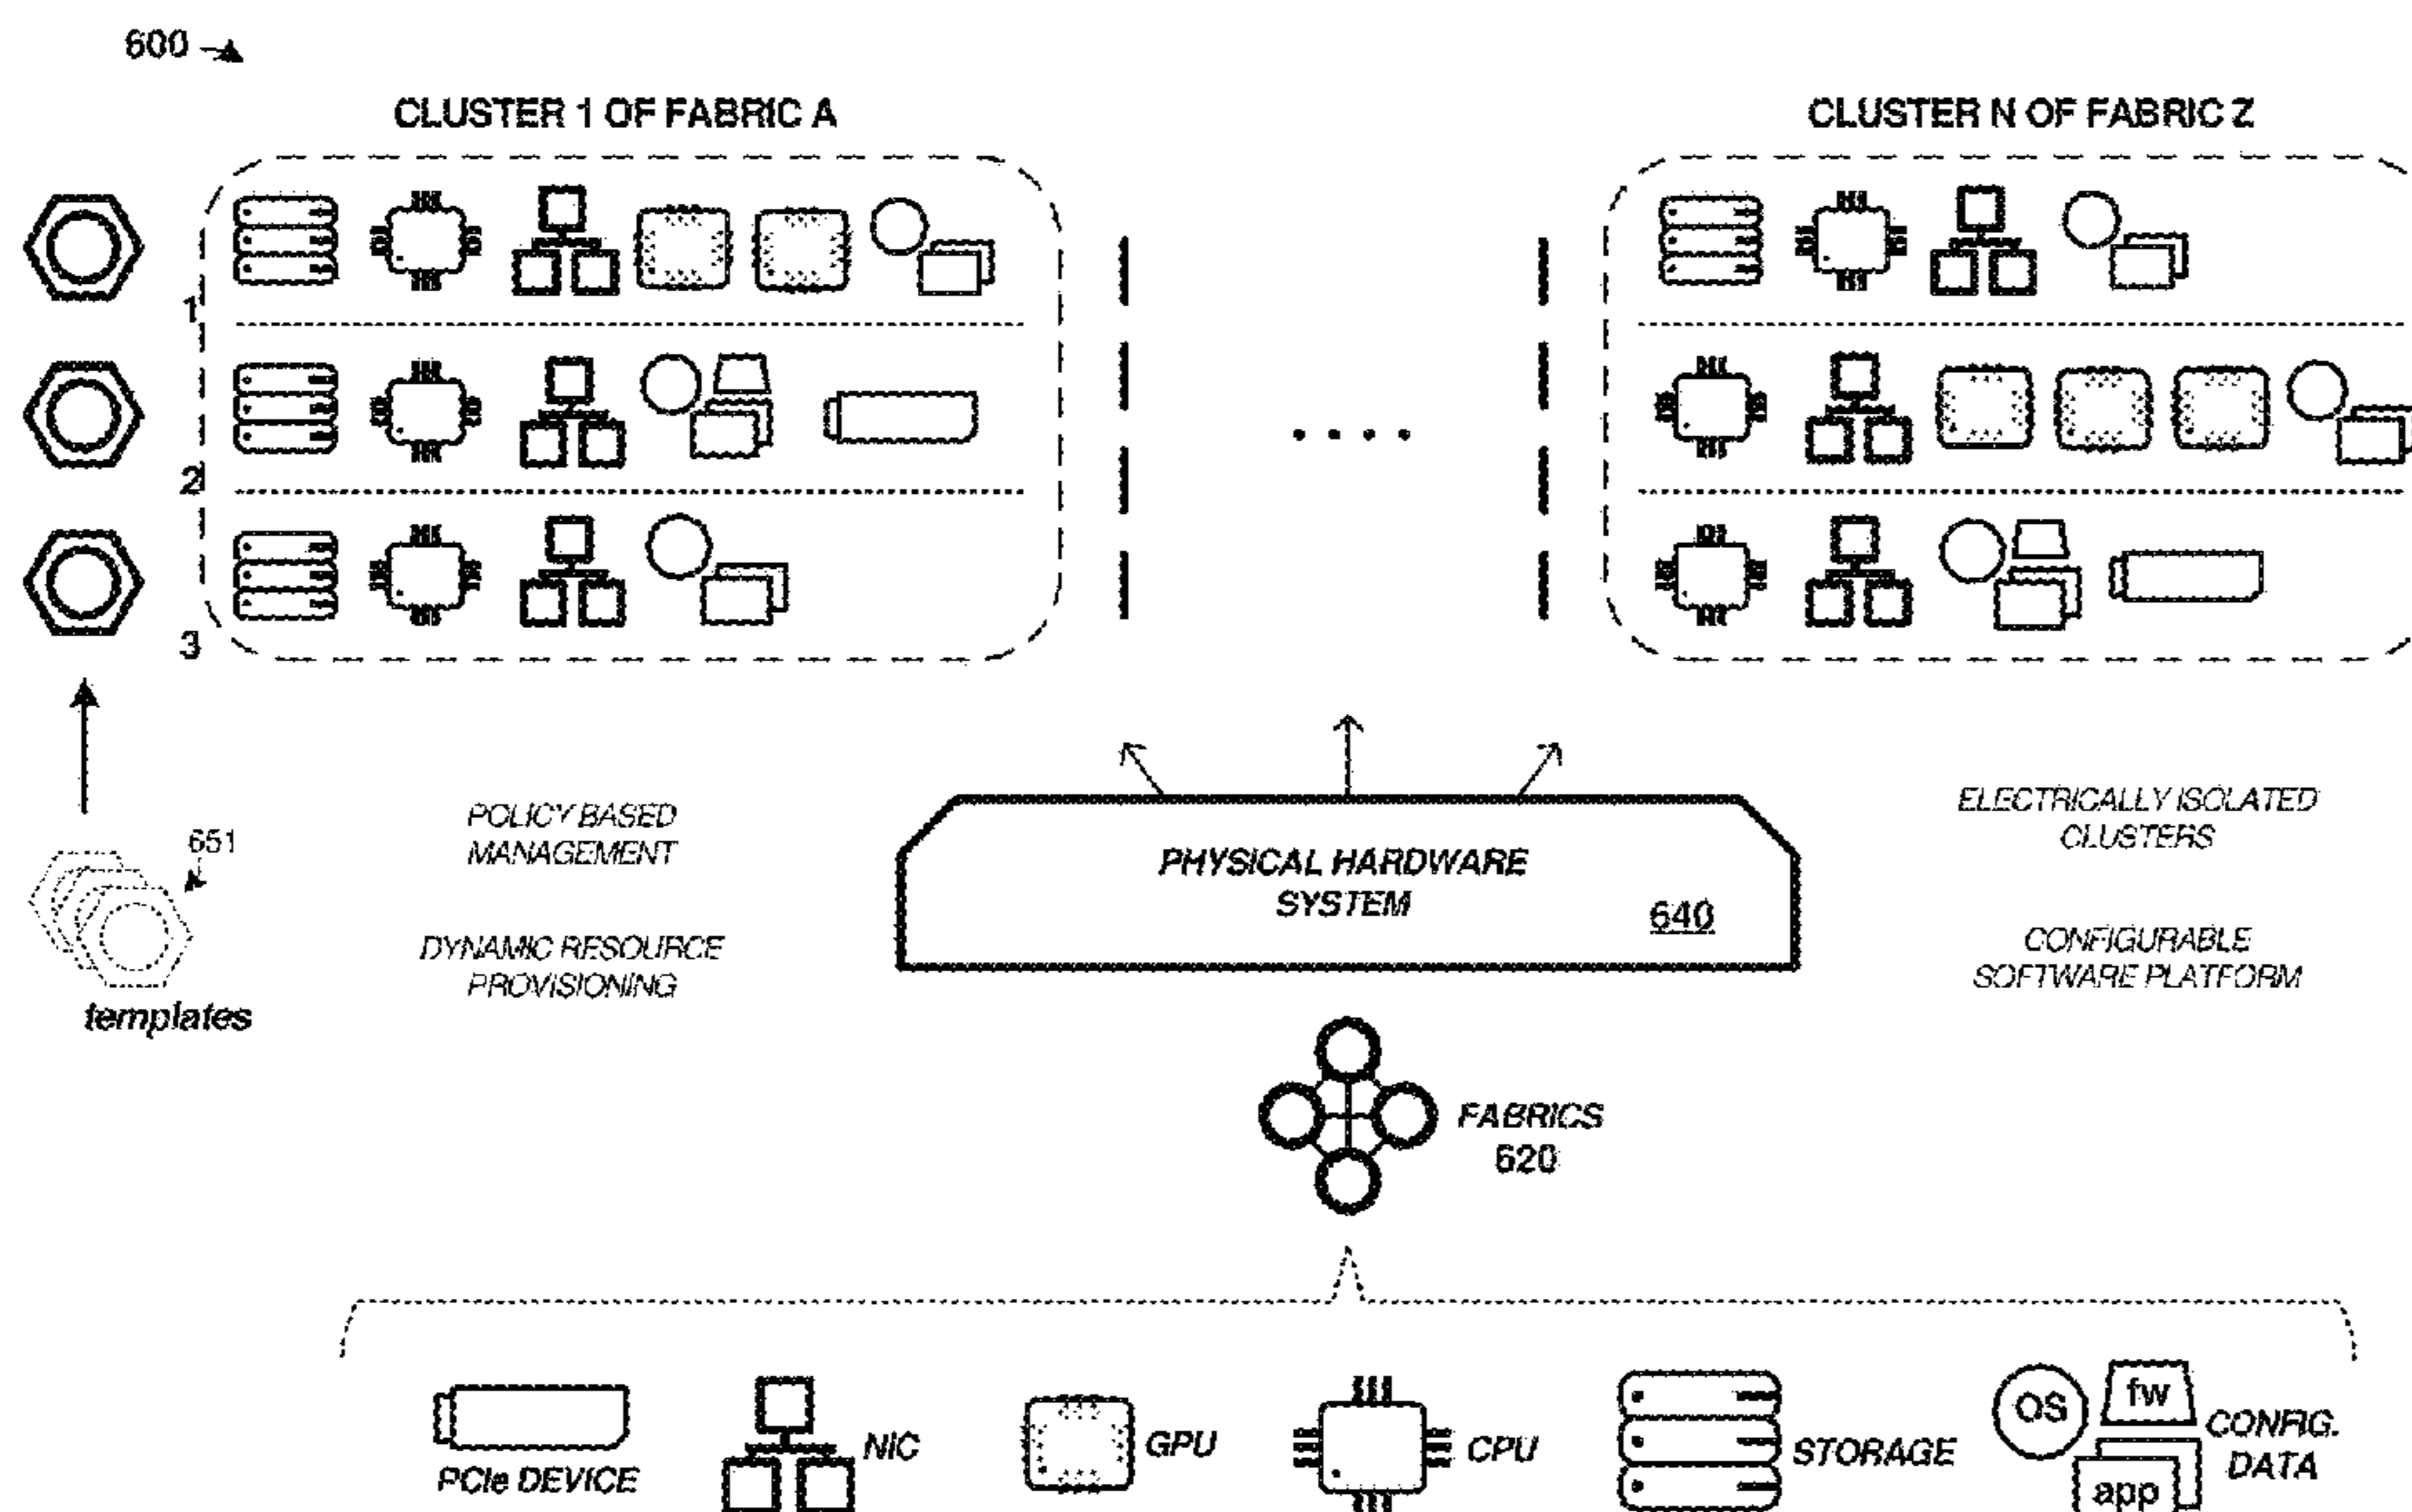 600
CLUSTER 1 OF FABRIC A
CLUSTER N OF FABRIC Z
1
2
3
651
templates
POLICY BASED
MANAGEMENT
DYNAMIC RESOURCE
PROVISIONING
PHYSICAL HARDWARE
SYSTEM
640
ELECTRICALLY ISOLATED
CLUSTERS
CONFIGURABLE
SOFTWARE PLATFORM
FABRICS
620
PCIe DEVICE
NIC
GPU
CPU
STORAGE
OS
fw
app
CONFIG.
DATA